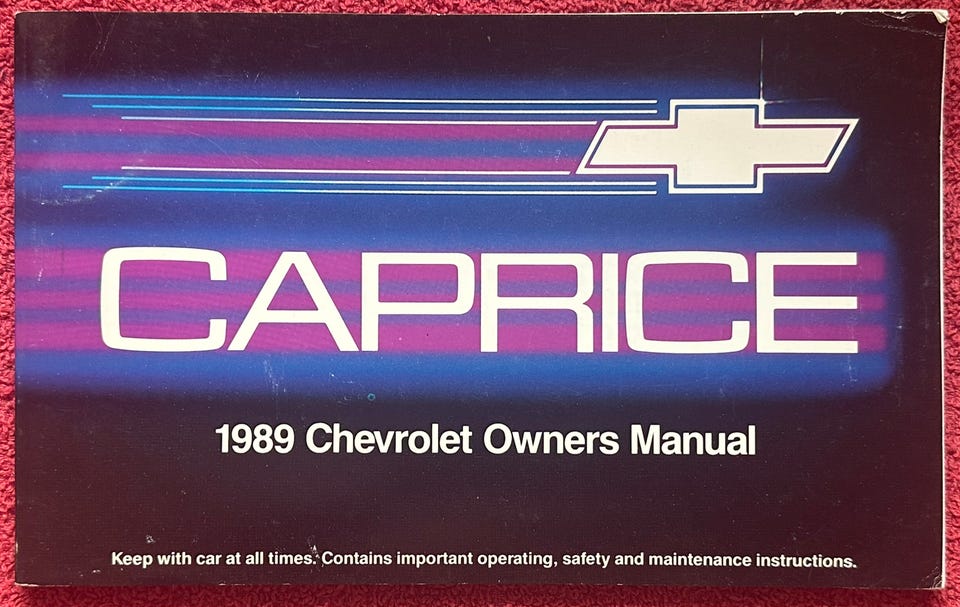 CAPRICE
1989 Chevrolet Owners Manual
Keep with car at all times. Contains important operating, safety and maintenance instructions.